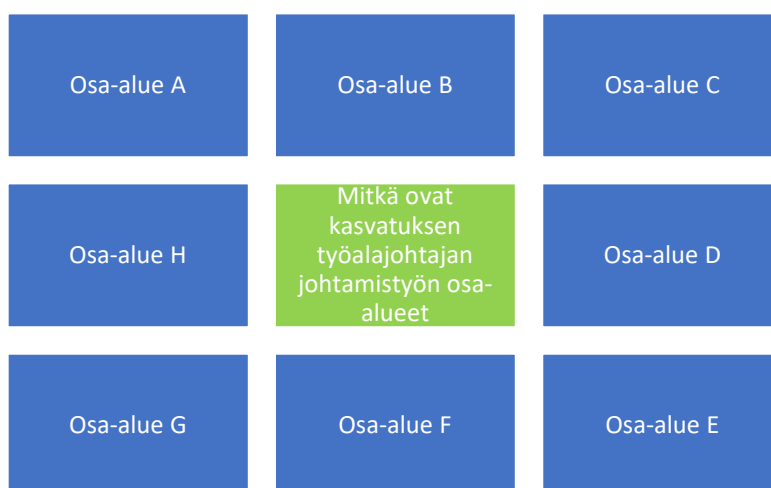 Osa-alue A
Osa-alue B
Osa-alue C
Osa-alue H
Mitkä ovat
kasvatuksen
työalajohtajan
johtamistyön osa-
alueet
Osa-alue D
Osa-alue G
Osa-alue F
Osa-alue E